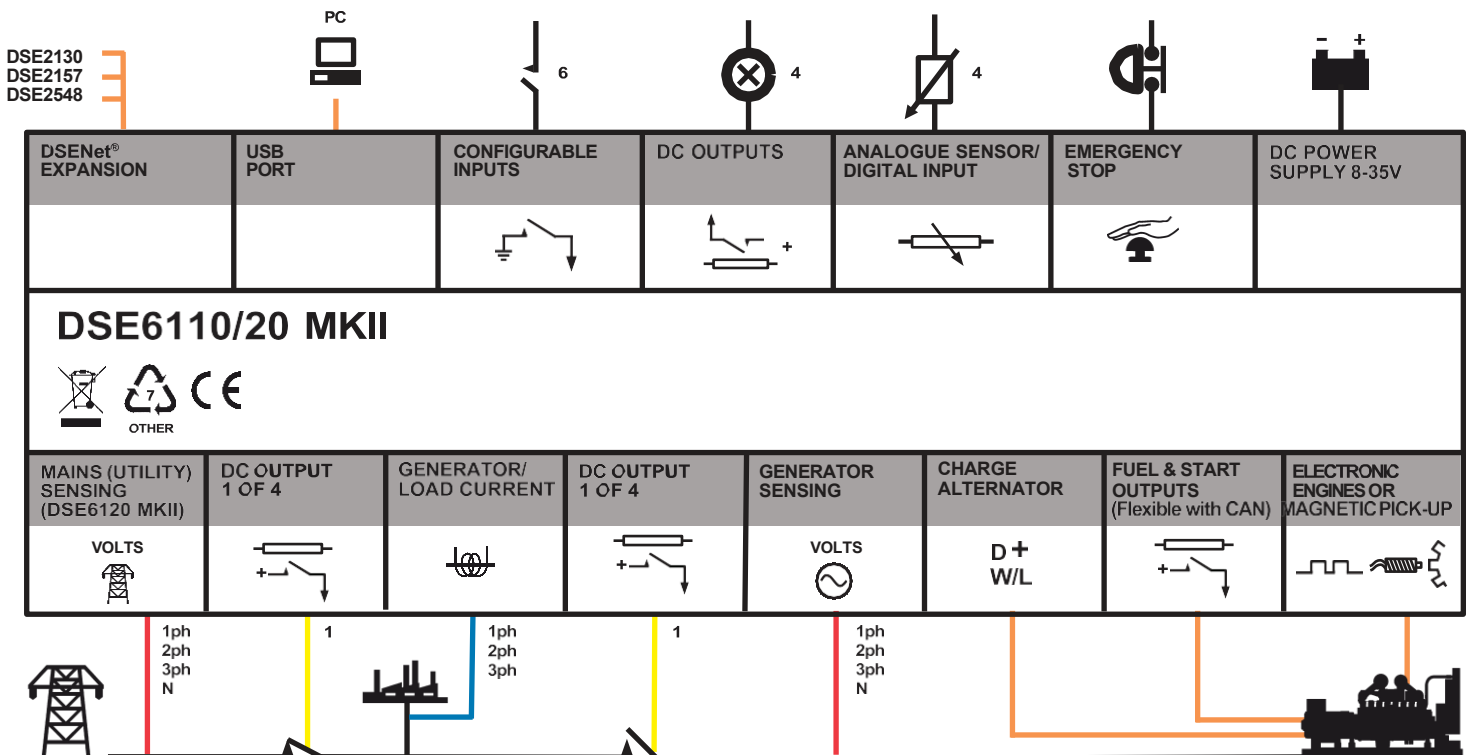 PC
DSE2130
DSE2157
DSE2548
6
4
4
- +
DSENet®
EXPANSION
USB
PORT
CONFIGURABLE
INPUTS
DC OUTPUTS
ANALOGUE SENSOR/
DIGITAL INPUT
EMERGENCY
STOP
DC POWER
SUPPLY 8-35V
+
DSE6110/20 MKII
7
OTHER
CE
MAINS (UTILITY)
SENSING
(DSE6120 MKII)
DC OUTPUT
1 OF 4
GENERATOR/
LOAD CURRENT
DC OUTPUT
1 OF 4
GENERATOR
SENSING
CHARGE
ALTERNATOR
FUEL & START
OUTPUTS
(Flexible with CAN)
ELECTRONIC
ENGINES OR
MAGNETIC PICK-UP
VOLTS
+
+
VOLTS
D+
W/L
+
1ph
2ph
3ph
N
1
1ph
2ph
3ph
1
1ph
2ph
3ph
N